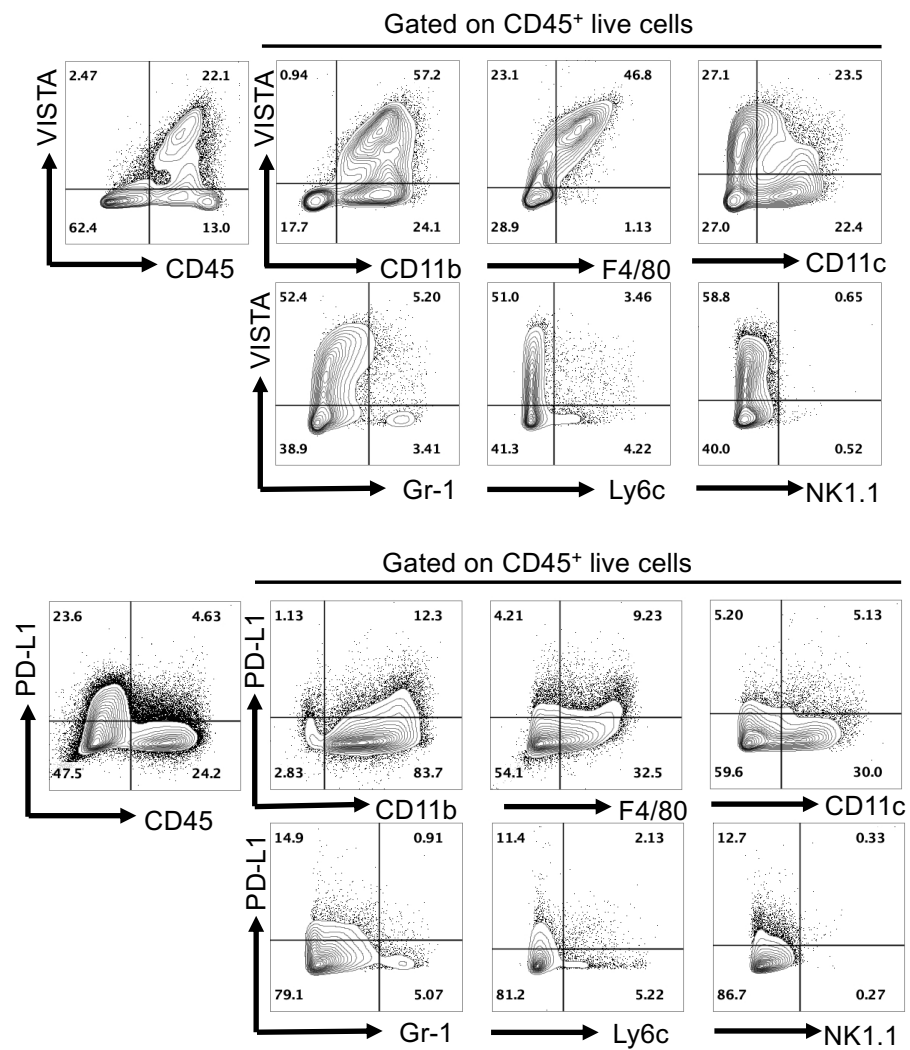 Gated on CD45⁺ live cells
VISTA
2.47 22.1
62.4 13.0
CD45
VISTA
0.94 57.2
17.7 24.1
CD11b
23.1 46.8
28.9 1.13
F4/80
27.1 23.5
27.0 22.4
CD11c
VISTA
52.4 5.20
38.9 3.41
Gr-1
51.0 3.46
41.3 4.22
Ly6c
58.8 0.65
40.0 0.52
NK1.1
Gated on CD45⁺ live cells
PD-L1
23.6 4.63
47.5 24.2
CD45
PD-L1
1.13 12.3
2.83 83.7
CD11b
4.21 9.23
54.1 32.5
F4/80
5.20 5.13
59.6 30.0
CD11c
PD-L1
14.9 0.91
79.1 5.07
Gr-1
11.4 2.13
81.2 5.22
Ly6c
12.7 0.33
86.7 0.27
NK1.1